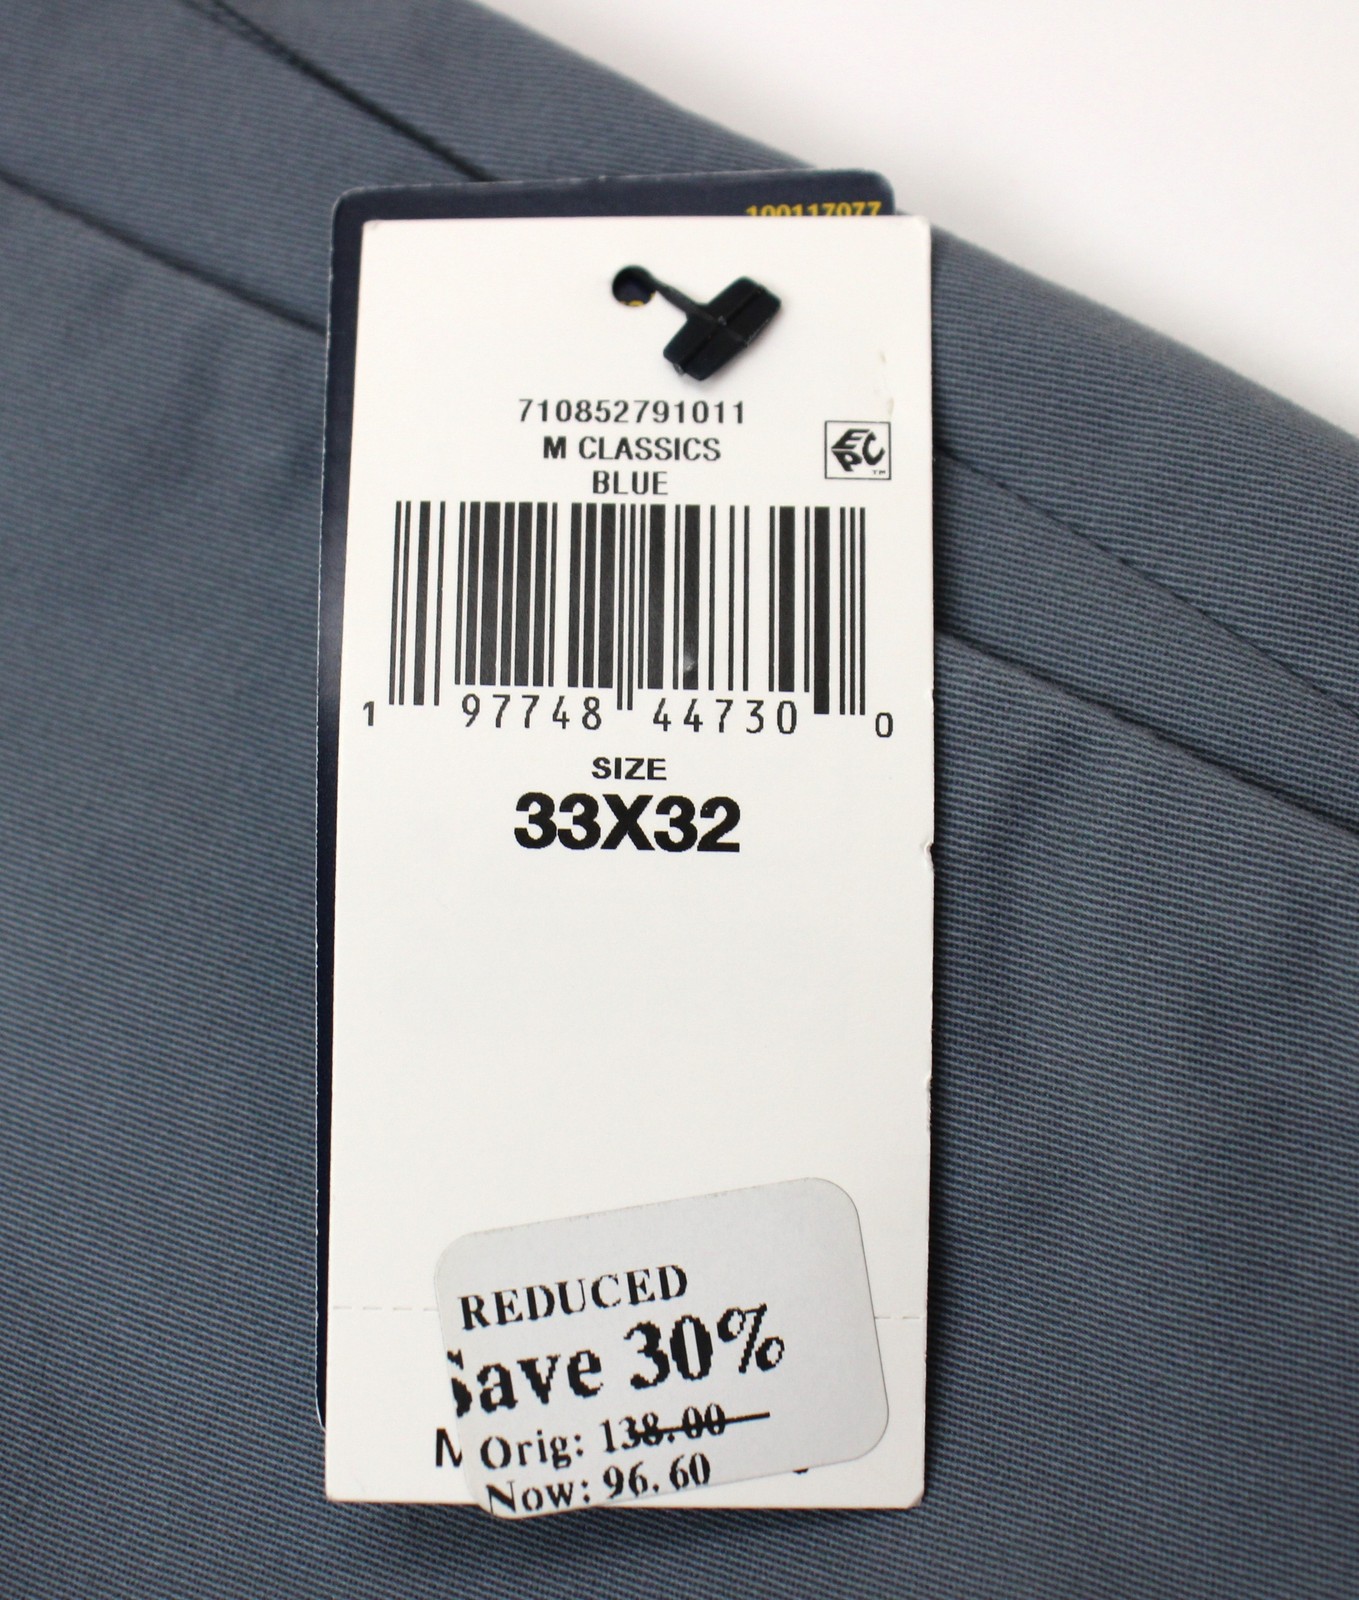 100117077
710852791011
M CLASSICS
BLUE
EPC
TM
1 97748 44730 0
SIZE
33X32
REDUCED
Save 30%
Orig: 138.00
Now: 96.60
M